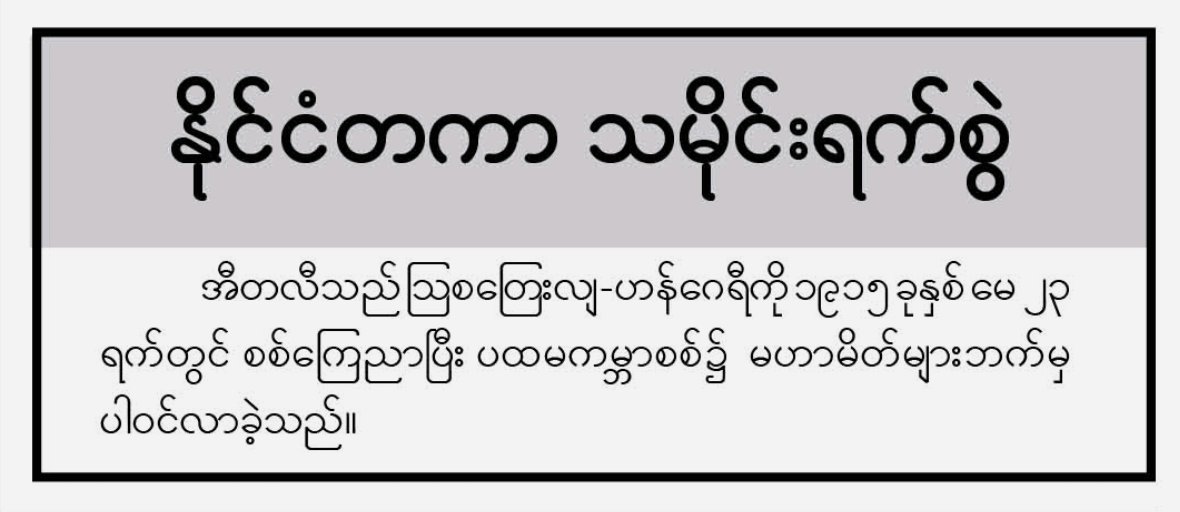 နိုင်ငံတကာ သမိုင်းရက်စွဲ
အီတလီသည် ဩစတြေးလျ-ဟန်ဂေရီကို ၁၉၁၅ ခုနှစ် မေ ၂၃
ရက်တွင် စစ်ကြေညာပြီး ပထမကမ္ဘာစစ်၌ မဟာမိတ်များဘက်မှ
ပါဝင်လာခဲ့သည်။